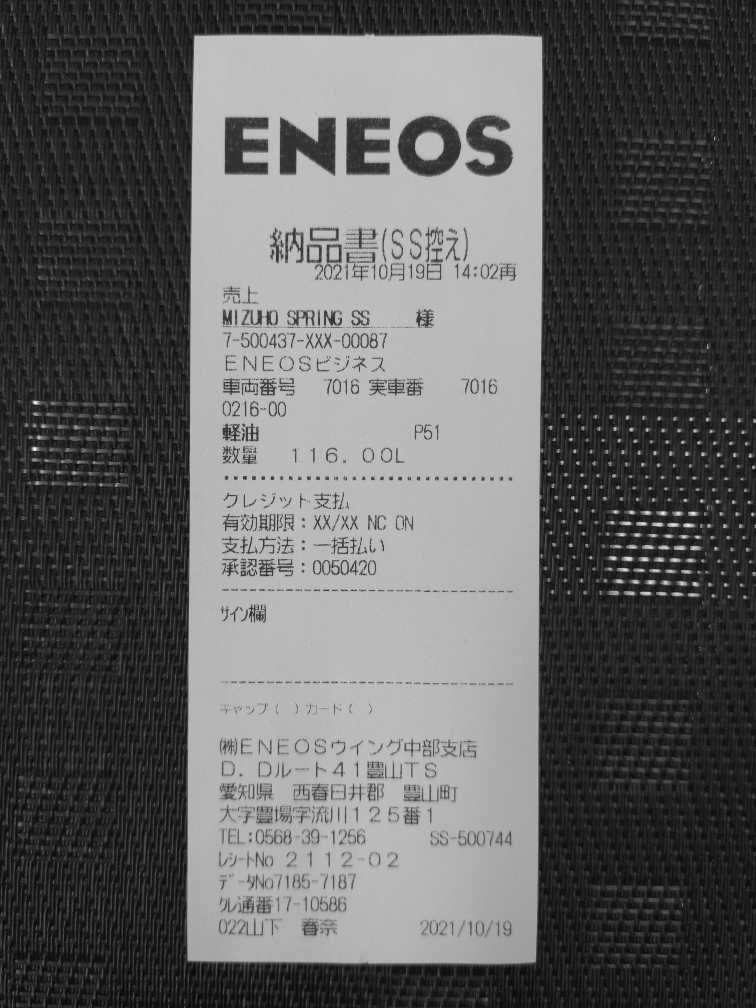 ENEOS
納品書(SS控え)
2021年10月19日 14:02再
売上
MIZUHO SPRING SS 様
7-500437-XXX-00087
ENEOSビジネス
車両番号 7016 実車番 7016
0216-00
軽油 P51
数量 116.00L
クレジット支払
有効期限：XX/XX NC ON
支払方法：一括払い
承認番号：0050420
サイン欄
キャップ( ) カード( )
㈱ENEOSウイング中部支店
D.Dルート41豊山TS
愛知県 西春日井郡 豊山町
大字豊場字流川125番1
TEL:0568-39-1256 SS-500744
レシートNo 2112-02
データNo7185-7187
クレ通番17-10586
022山下 春奈 2021/10/19